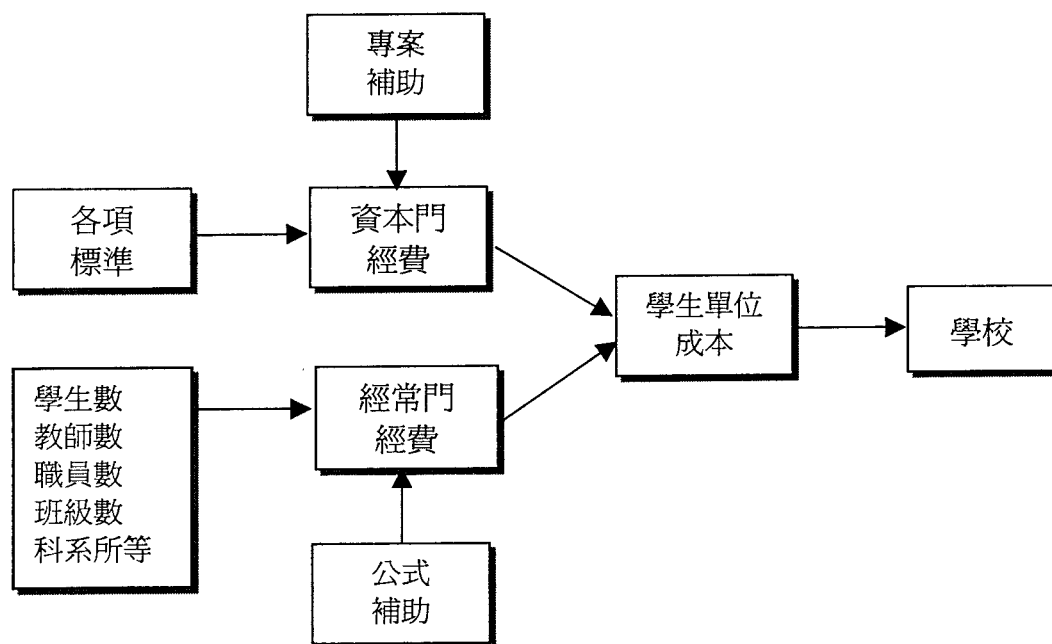 專案
補助
各項
標準
資本門
經費
學生單位
成本
學校
學生數
教師數
職員數
班級數
科系所等
經常門
經費
公式
補助